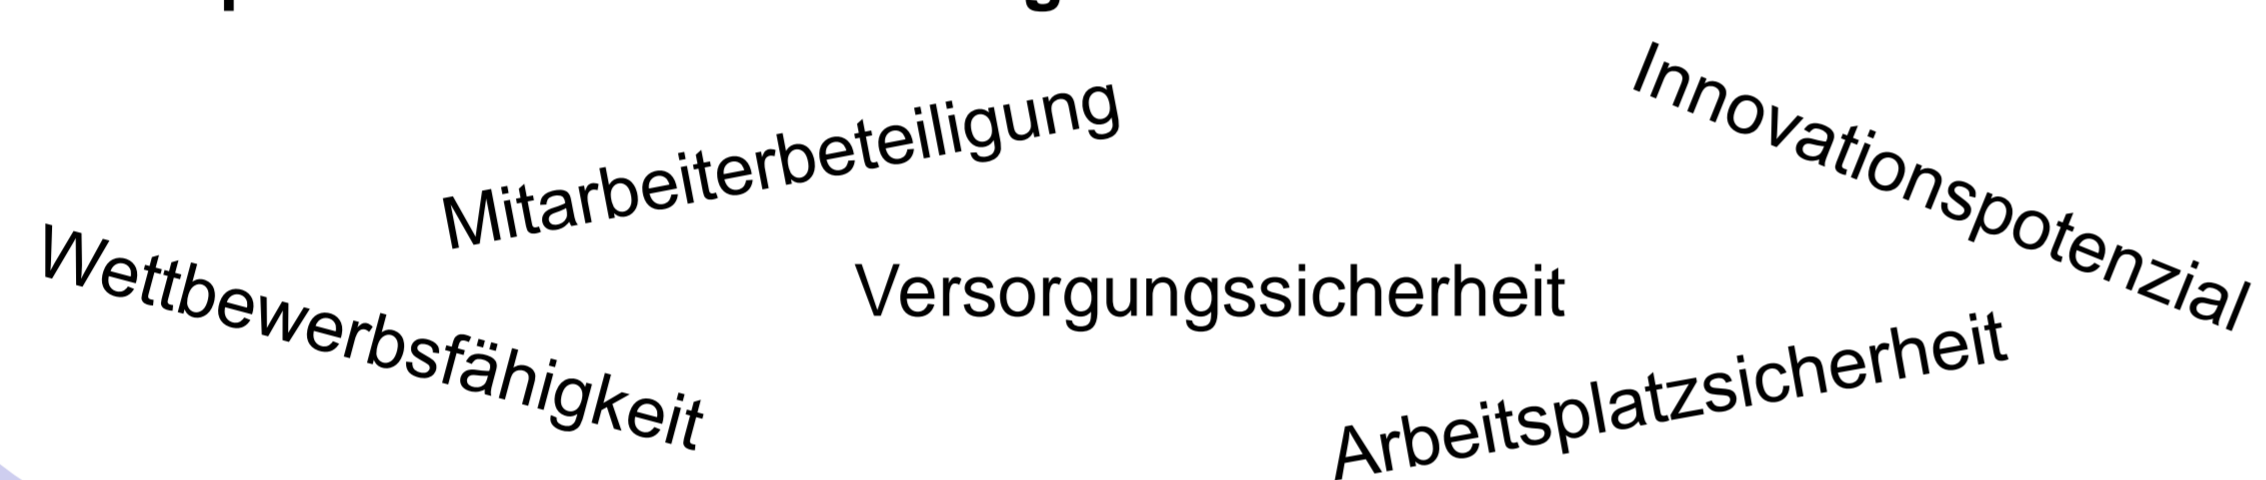 Innovationspotenzial
Mitarbeiterbeteiligung
Wettbewerbsfähigkeit
Versorgungssicherheit
Arbeitsplatzsicherheit